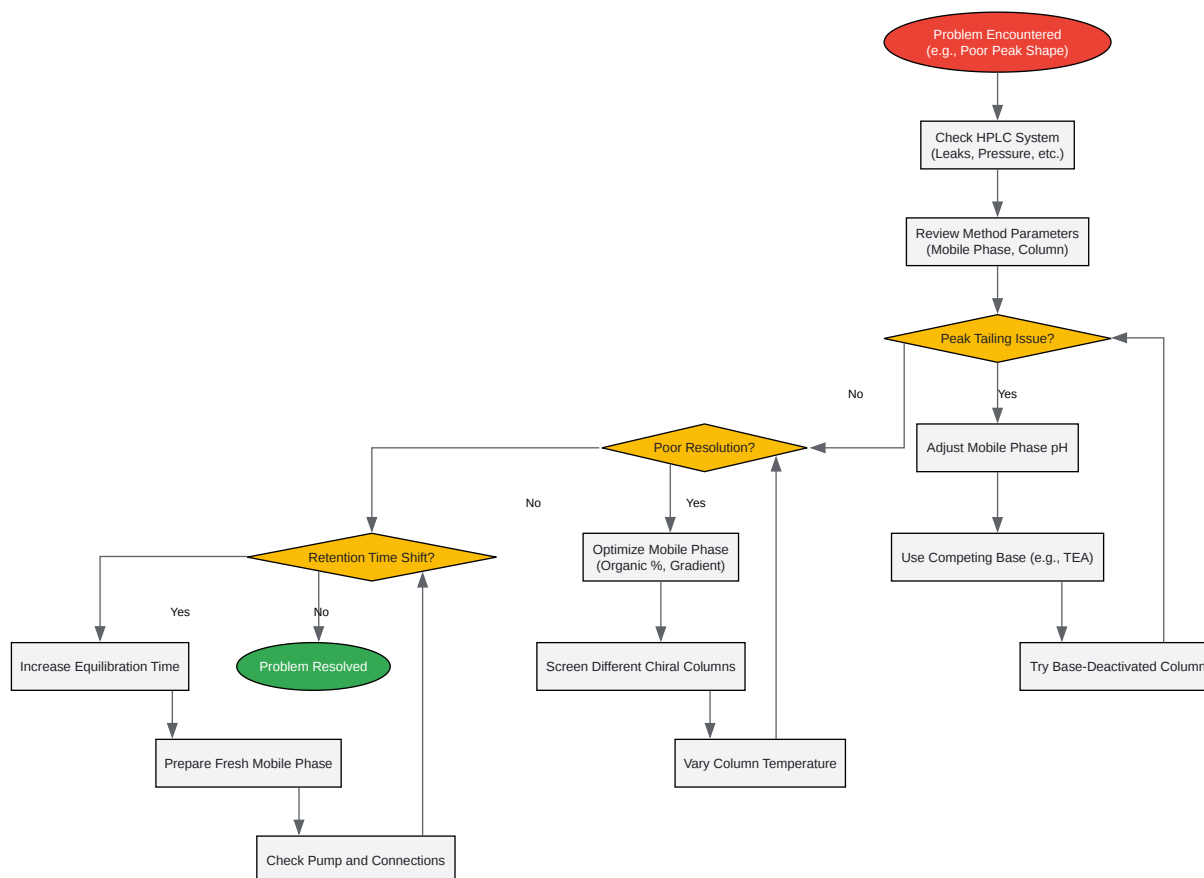 Problem Encountered
(e.g., Poor Peak Shape)
Check HPLC System
(Leaks, Pressure, etc.)
Review Method Parameters
(Mobile Phase, Column)
Peak Tailing Issue?
No
Yes
Poor Resolution?
Adjust Mobile Phase pH
No
Yes
Retention Time Shift?
Optimize Mobile Phase
(Organic %, Gradient)
Use Competing Base (e.g., TEA)
Yes
No
Increase Equilibration Time
Problem Resolved
Screen Different Chiral Columns
Try Base-Deactivated Column
Prepare Fresh Mobile Phase
Vary Column Temperature
Check Pump and Connections